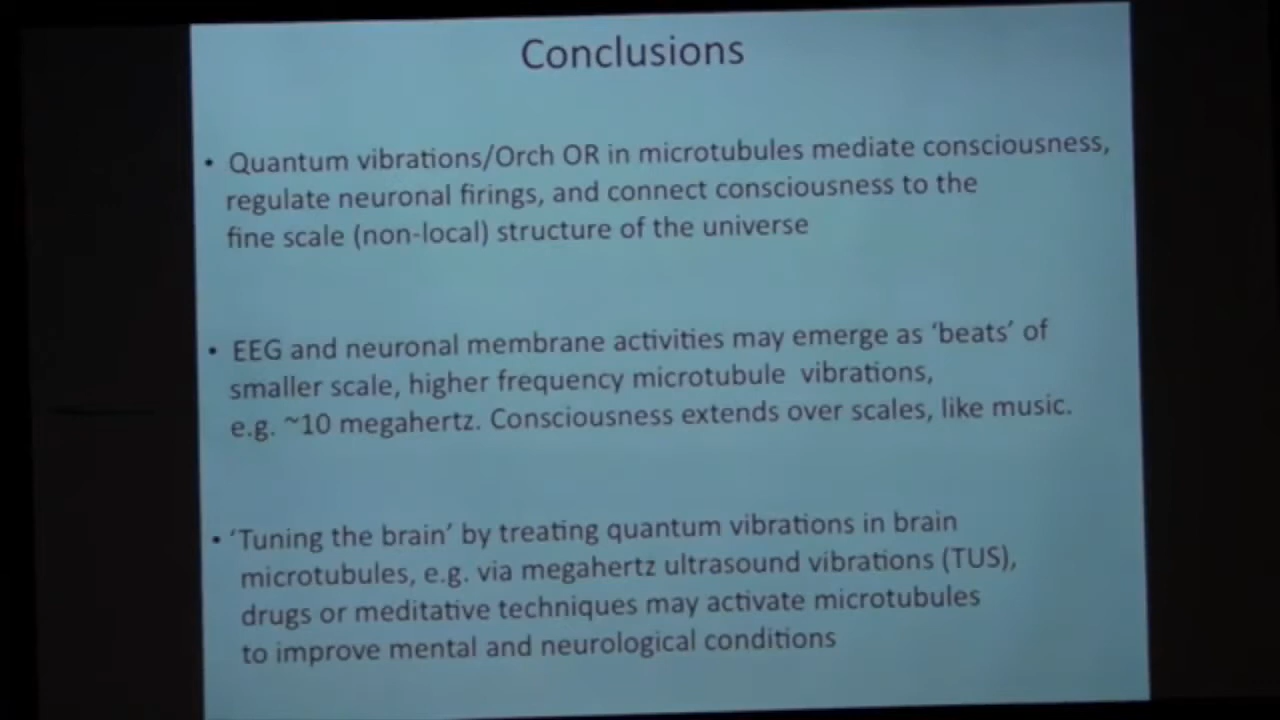 Conclusions
• Quantum vibrations/Orch OR in microtubules mediate consciousness,
regulate neuronal firings, and connect consciousness to the
fine scale (non-local) structure of the universe
• EEG and neuronal membrane activities may emerge as ‘beats’ of
smaller scale, higher frequency microtubule vibrations,
e.g. ~10 megahertz. Consciousness extends over scales, like music.
• ‘Tuning the brain’ by treating quantum vibrations in brain
microtubules, e.g. via megahertz ultrasound vibrations (TUS),
drugs or meditative techniques may activate microtubules
to improve mental and neurological conditions